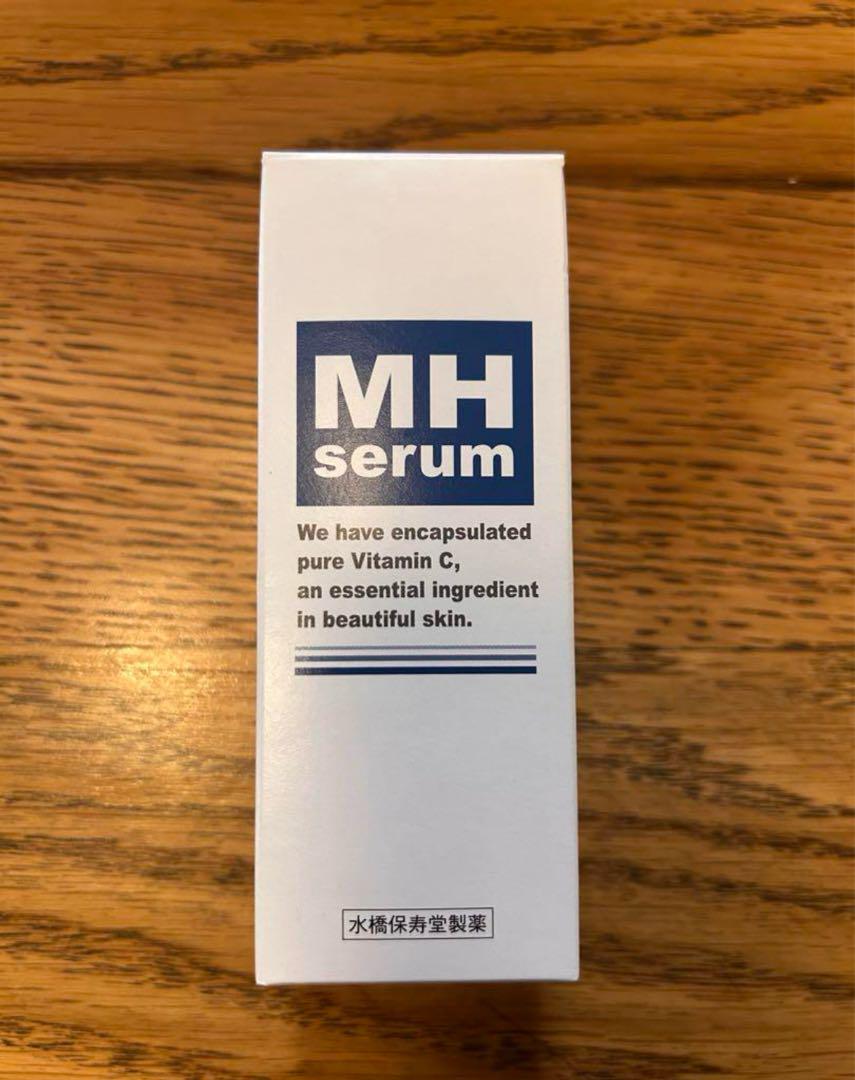 MH
serum
We have encapsulated
pure Vitamin C,
an essential ingredient
in beautiful skin.
水橋保寿堂製薬